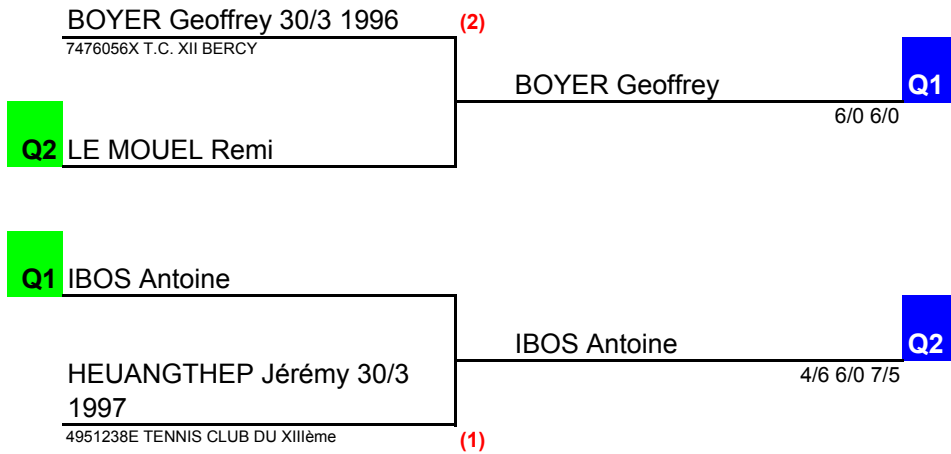 BOYER Geoffrey 30/3 1996 (2)
7476056X T.C. XII BERCY
BOYER Geoffrey Q1
6/0 6/0
Q2 LE MOUEL Remi
Q1 IBOS Antoine
IBOS Antoine Q2
4/6 6/0 7/5
HEUANGTHEP Jérémy 30/3
1997
4951238E TENNIS CLUB DU XIIIème (1)